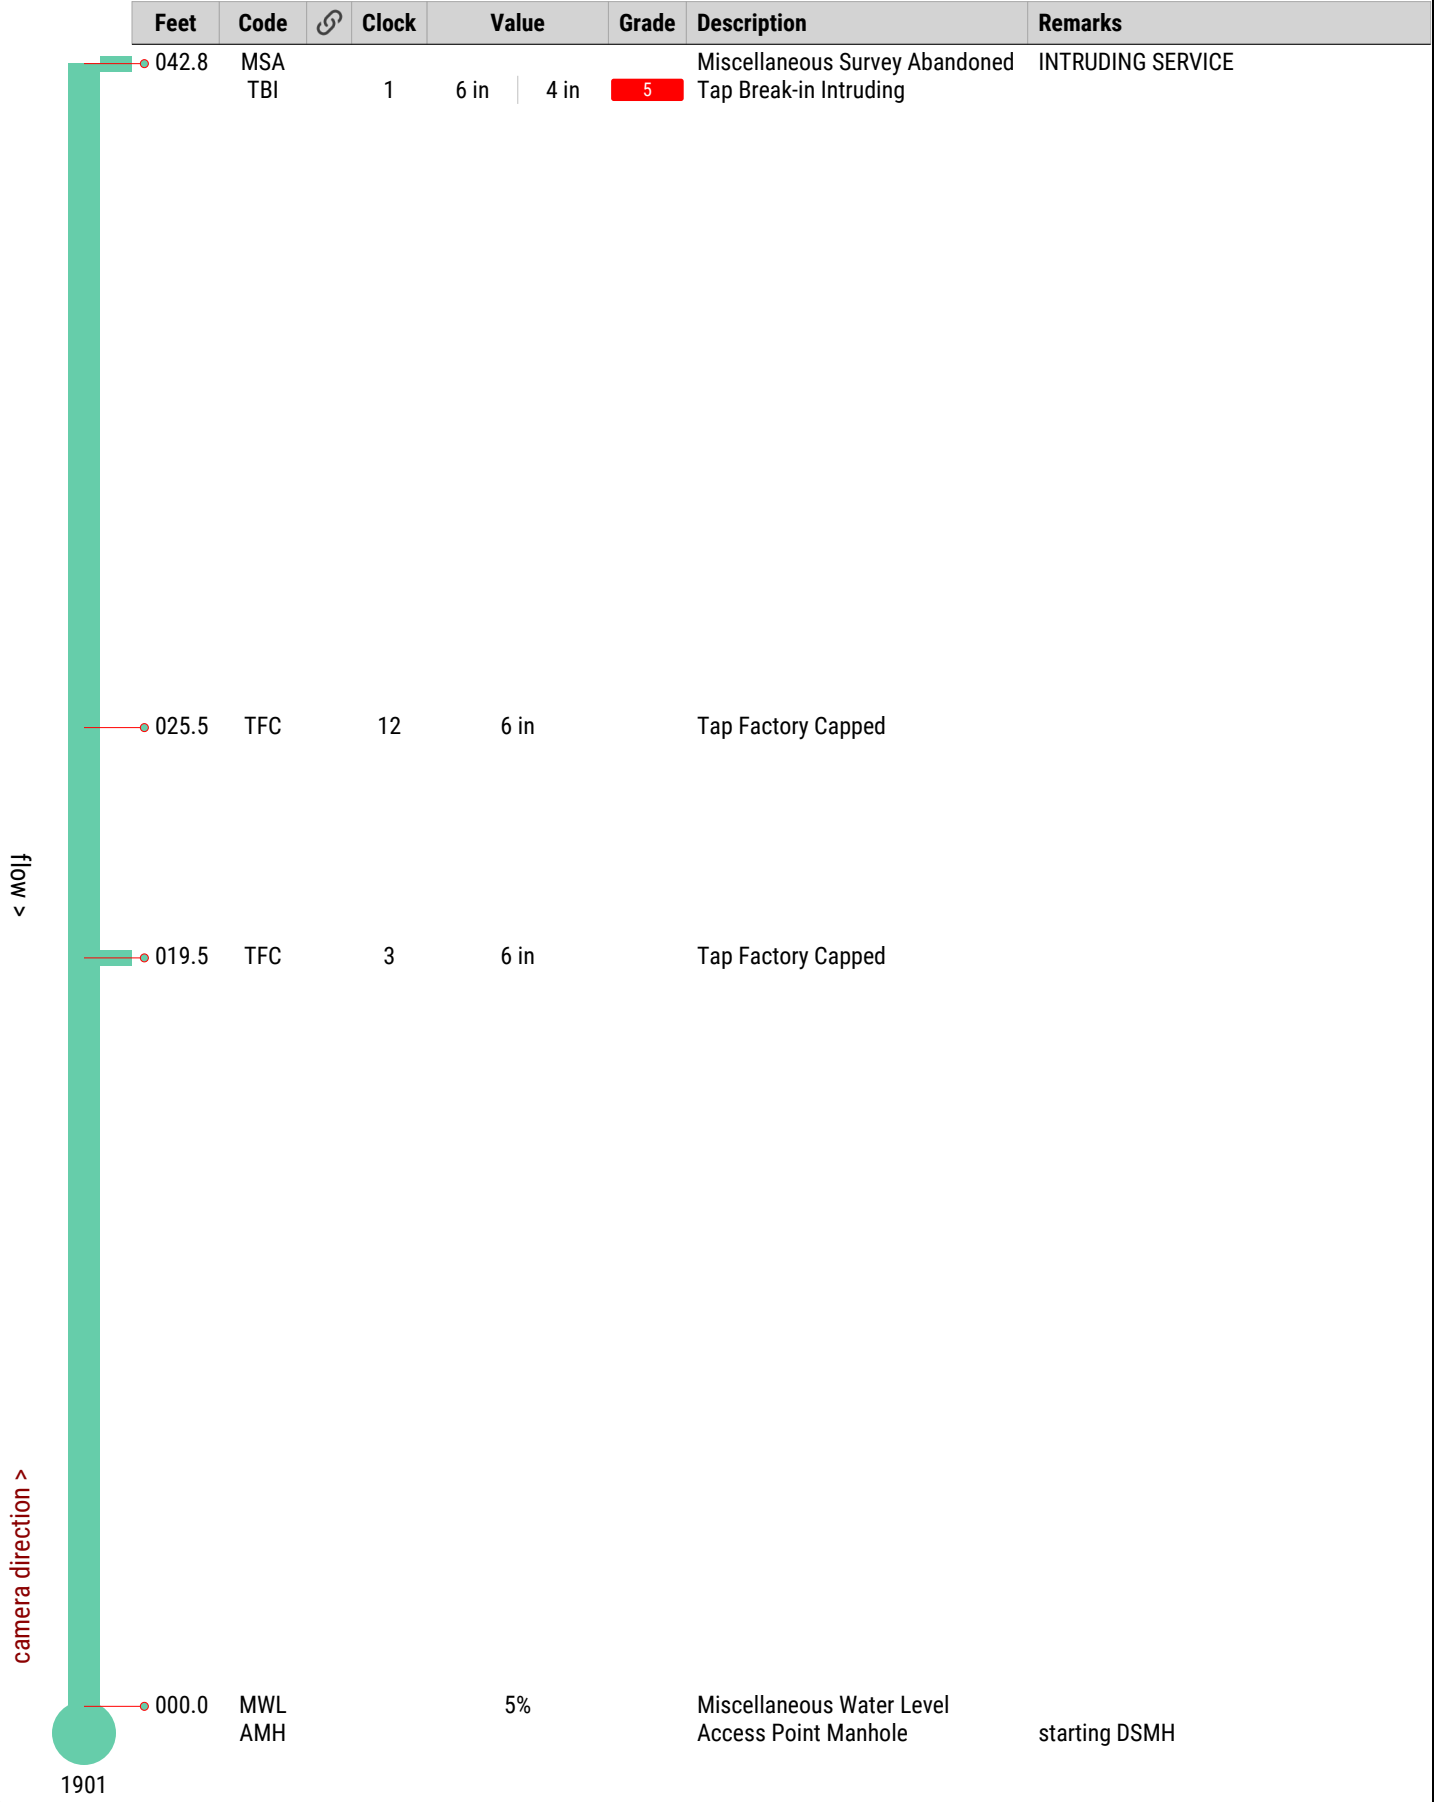 Feet Code Clock Value Grade Description Remarks
042.8 MSA Miscellaneous Survey Abandoned INTRUDING SERVICE
TBI 1 6 in 4 in 5 Tap Break-in Intruding
025.5 TFC 12 6 in Tap Factory Capped
flow >
019.5 TFC 3 6 in Tap Factory Capped
camera direction >
000.0 MWL 5% Miscellaneous Water Level
AMH Access Point Manhole starting DSMH
1901